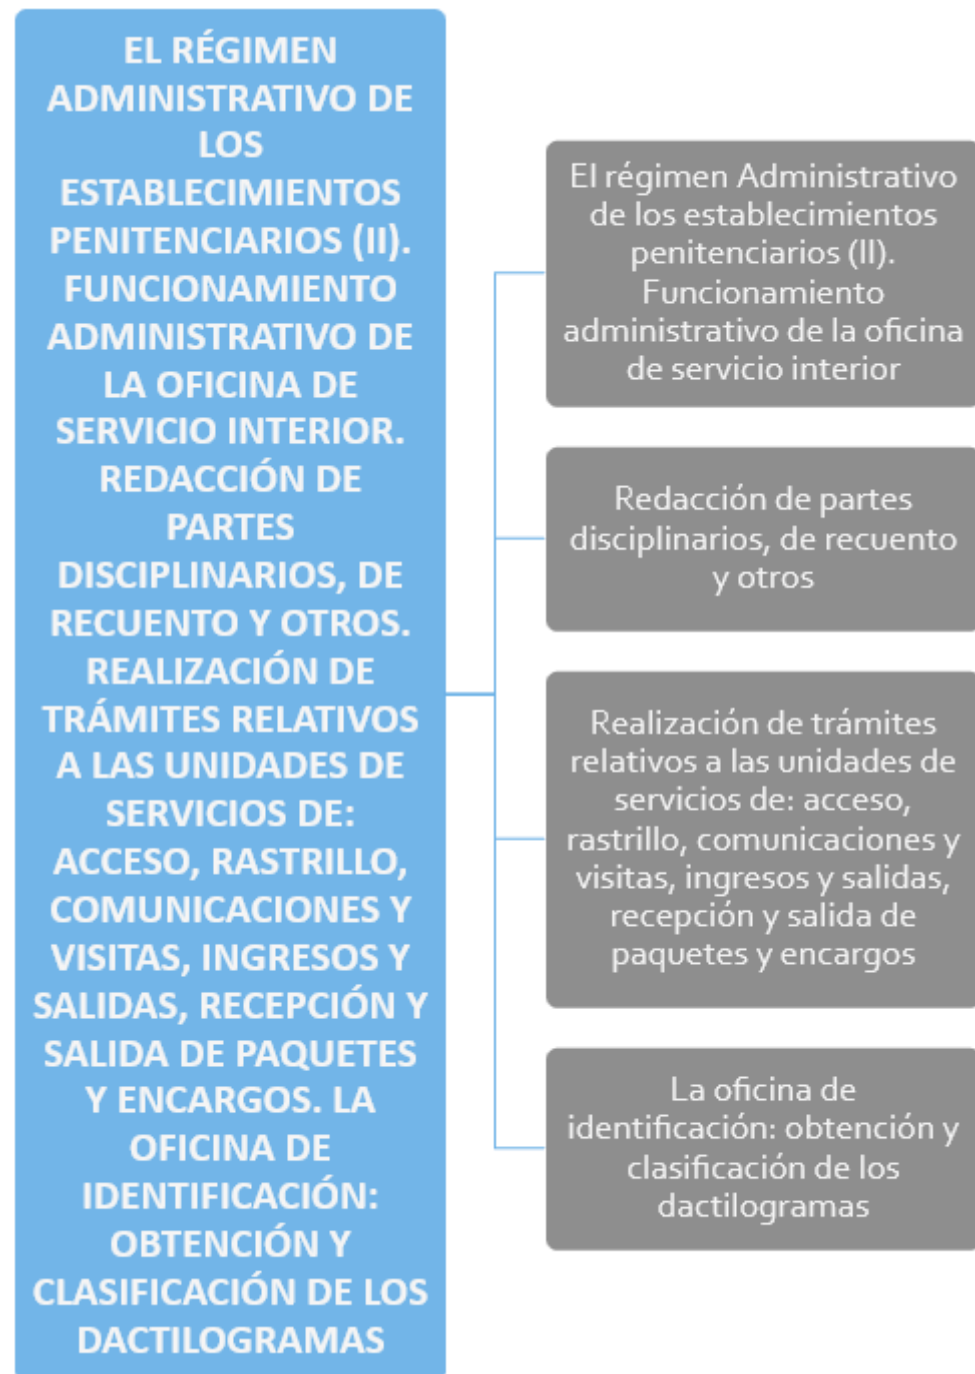 EL RÉGIMEN
ADMINISTRATIVO DE
LOS
ESTABLECIMIENTOS
PENITENCIARIOS (II).
FUNCIONAMIENTO
ADMINISTRATIVO DE
LA OFICINA DE
SERVICIO INTERIOR.
REDACCIÓN DE
PARTES
DISCIPLINARIOS, DE
RECUENTO Y OTROS.
REALIZACIÓN DE
TRÁMITES RELATIVOS
A LAS UNIDADES DE
SERVICIOS DE:
ACCESO, RASTRILLO,
COMUNICACIONES Y
VISITAS, INGRESOS Y
SALIDAS, RECEPCIÓN Y
SALIDA DE PAQUETES
Y ENCARGOS. LA
OFICINA DE
IDENTIFICACIÓN:
OBTENCIÓN Y
CLASIFICACIÓN DE LOS
DACTILOGRAMAS
El régimen Administrativo
de los establecimientos
penitenciarios (II).
Funcionamiento
administrativo de la oficina
de servicio interior
Redacción de partes
disciplinarios, de recuento
y otros
Realización de trámites
relativos a las unidades de
servicios de: acceso,
rastrillo, comunicaciones y
visitas, ingresos y salidas,
recepción y salida de
paquetes y encargos
La oficina de
identificación: obtención y
clasificación de los
dactilogramas